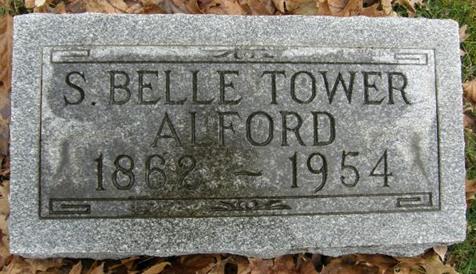 S. BELLE TOWER
ALFORD
1862 - 1954